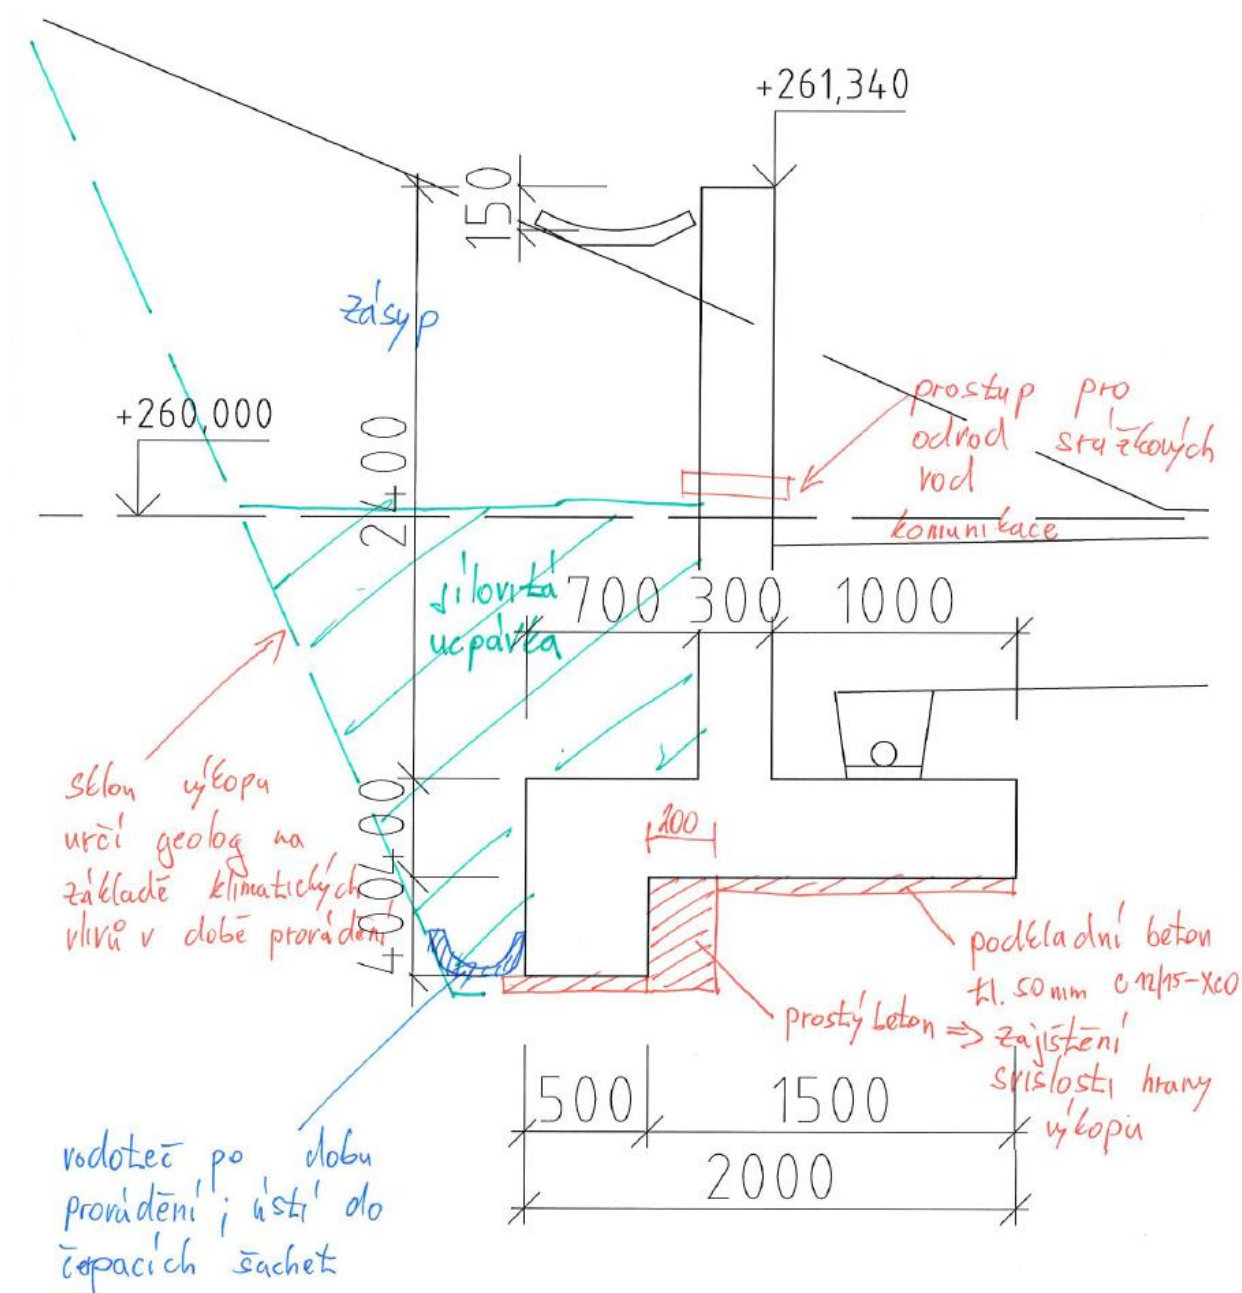 +261,340
150
zásyp
+260,000
2400
prostup pro
odvod srážkových
vod
komunikace
jílovitá
ucpávka
700 300 1000
sklon výkopu
určí geolog na
základě klimatických
vlivů v době provádění
400
400
200
podkladní beton
tl. 50 mm C12/15-XC0
prostý beton ⇒ zajištění
svislosti hrany
výkopu
500 1500
2000
vodoteč po dobu
provádění; ústí do
čerpacích šachet